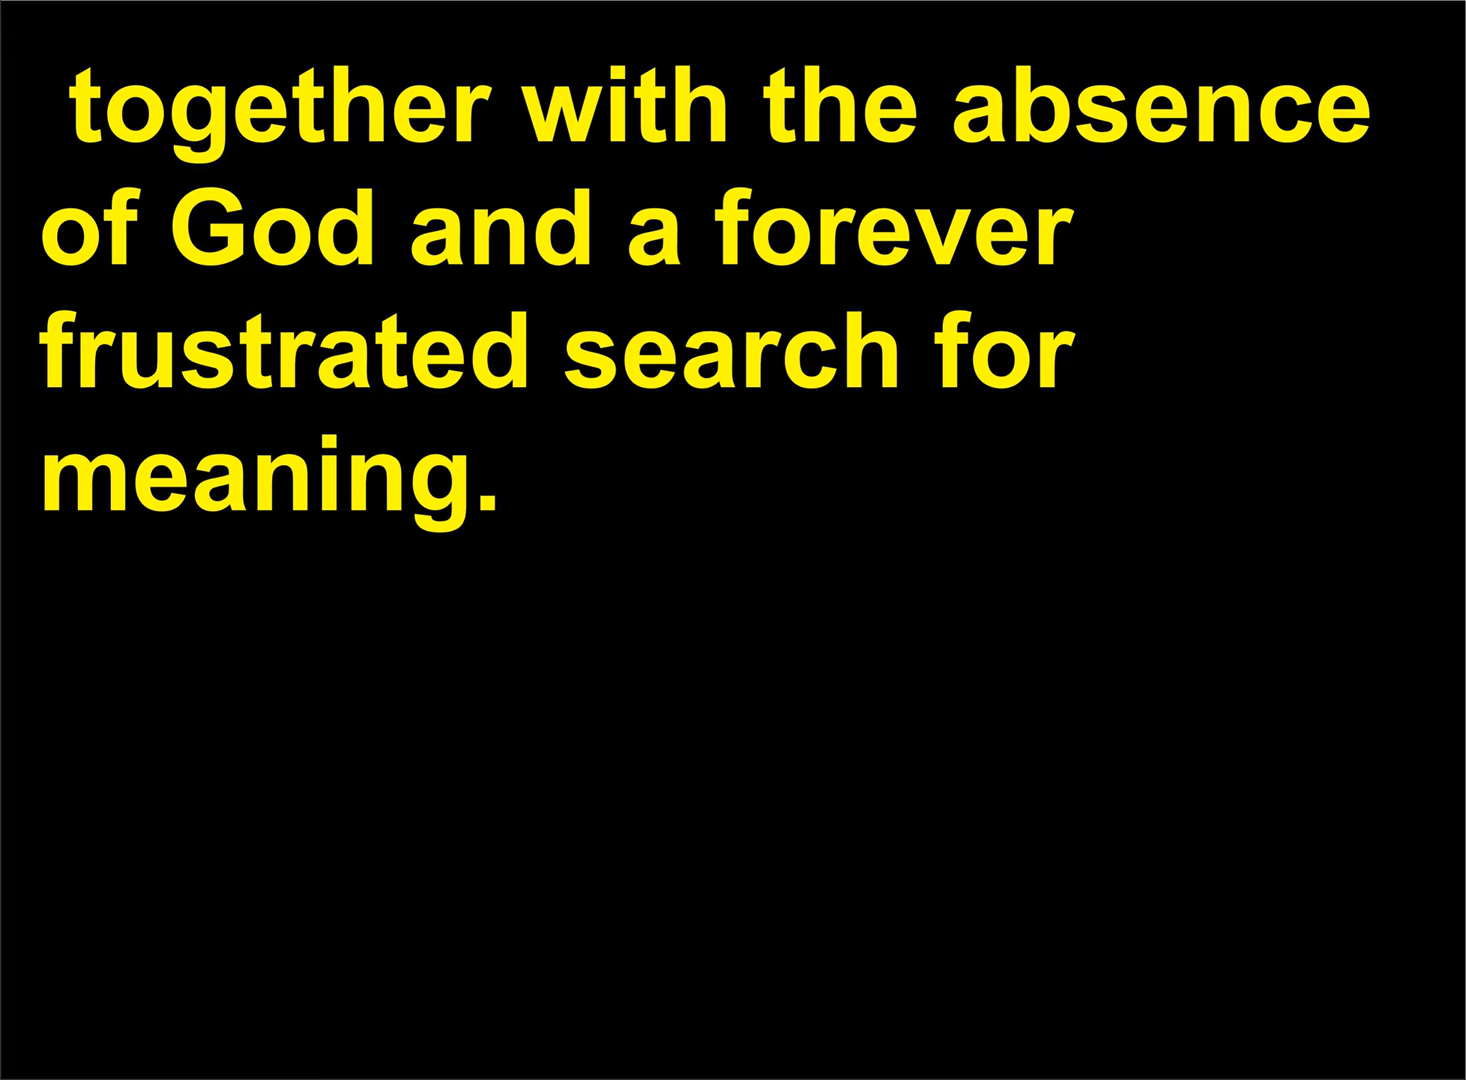 together with the absence
of God and a forever
frustrated search for
meaning.